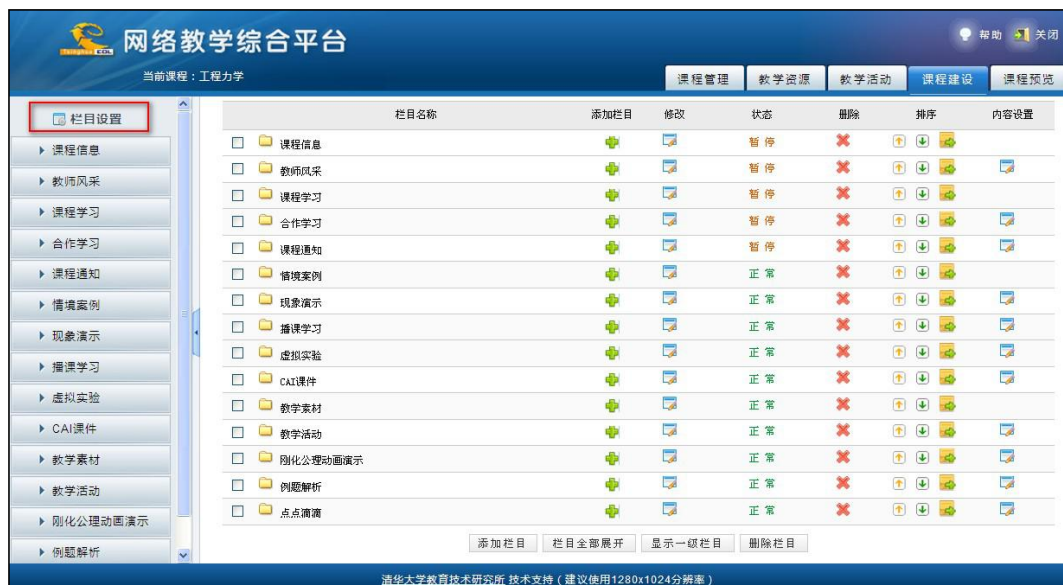 网络教学综合平台
帮助 关闭
当前课程：工程力学
课程管理 教学资源 教学活动 课程建设 课程预览
栏目设置
课程信息
教师风采
课程学习
合作学习
课程通知
情境案例
现象演示
播课学习
虚拟实验
CAI课件
教学素材
教学活动
刚化公理动画演示
例题解析
栏目名称 添加栏目 修改 状态 删除 排序 内容设置
课程信息 暂停
教师风采 暂停
课程学习 暂停
合作学习 暂停
课程通知 暂停
情境案例 正常
现象演示 正常
播课学习 正常
虚拟实验 正常
CAI课件 正常
教学素材 正常
教学活动 正常
刚化公理动画演示 正常
例题解析 正常
点点滴滴 正常
添加栏目 栏目全部展开 显示一级栏目 删除栏目
清华大学教育技术研究所 技术支持（建议使用1280x1024分辨率）